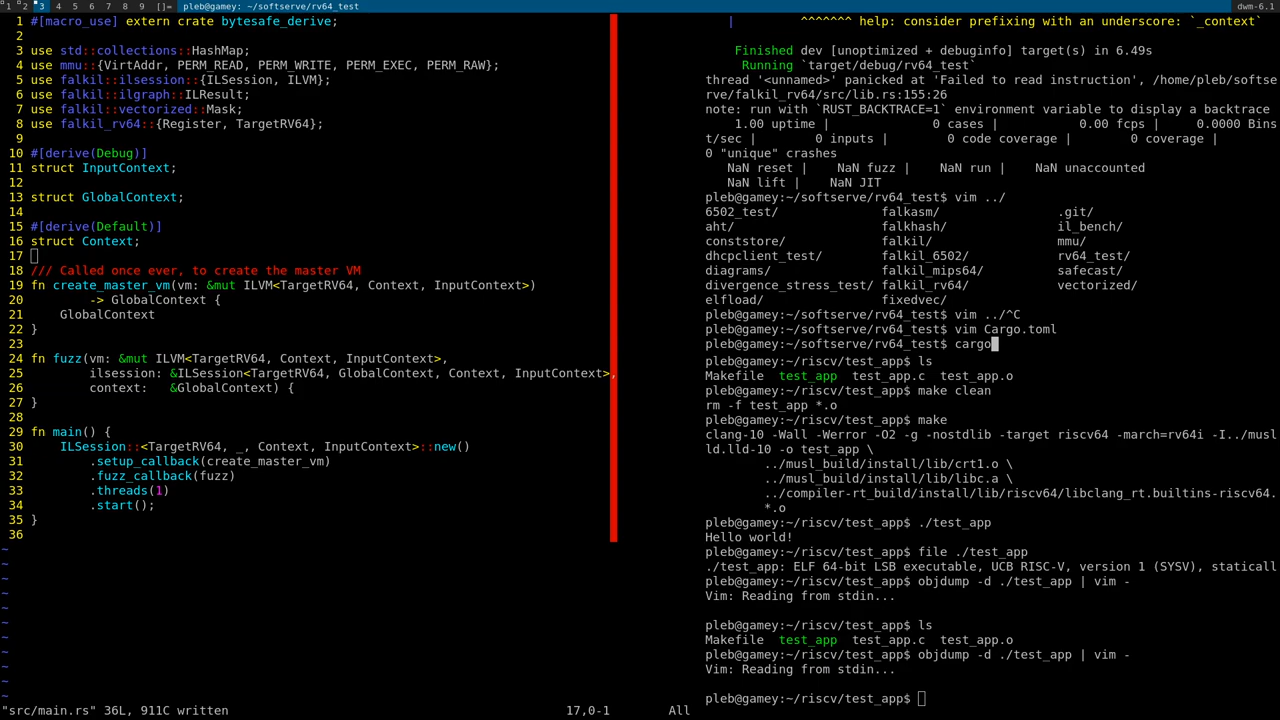 1 2 3 4 5 6 7 8 9 []= pleb@gamey: ~/softserve/rv64_test dwm-6.1
1 #[macro_use] extern crate bytesafe_derive;
2
3 use std::collections::HashMap;
4 use mmu::{VirtAddr, PERM_READ, PERM_WRITE, PERM_EXEC, PERM_RAW};
5 use falkil::ilsession::{ILSession, ILVM};
6 use falkil::ilgraph::ILResult;
7 use falkil::vectorized::Mask;
8 use falkil_rv64::{Register, TargetRV64};
9
10 #[derive(Debug)]
11 struct InputContext;
12
13 struct GlobalContext;
14
15 #[derive(Default)]
16 struct Context;
17
18 /// Called once ever, to create the master VM
19 fn create_master_vm(vm: &mut ILVM<TargetRV64, Context, InputContext>)
20         -> GlobalContext {
21     GlobalContext
22 }
23
24 fn fuzz(vm: &mut ILVM<TargetRV64, Context, InputContext>,
25         ilsession: &ILSession<TargetRV64, GlobalContext, Context, InputContext>,
26         context:   &GlobalContext) {
27 }
28
29 fn main() {
30     ILSession::<TargetRV64, _, Context, InputContext>::new()
31         .setup_callback(create_master_vm)
32         .fuzz_callback(fuzz)
33         .threads(1)
34         .start();
35 }
36
~
~
~
~
~
~
~
~
~
~
~
"src/main.rs" 36L, 911C written 17,0-1 All
| ^^^^^^^ help: consider prefixing with an underscore: `_context`
Finished dev [unoptimized + debuginfo] target(s) in 6.49s
Running `target/debug/rv64_test`
thread '<unnamed>' panicked at 'Failed to read instruction', /home/pleb/softse
rve/falkil_rv64/src/lib.rs:155:26
note: run with `RUST_BACKTRACE=1` environment variable to display a backtrace
1.00 uptime | 0 cases | 0.00 fcps | 0.0000 Bins
t/sec | 0 inputs | 0 code coverage | 0 coverage |
0 "unique" crashes
NaN reset | NaN fuzz | NaN run | NaN unaccounted
NaN lift | NaN JIT
pleb@gamey:~/softserve/rv64_test$ vim ../
6502_test/ falkasm/ .git/
aht/ falkhash/ il_bench/
conststore/ falkil/ mmu/
dhcpclient_test/ falkil_6502/ rv64_test/
diagrams/ falkil_mips64/ safecast/
divergence_stress_test/ falkil_rv64/ vectorized/
elfload/ fixedvec/
pleb@gamey:~/softserve/rv64_test$ vim ../^C
pleb@gamey:~/softserve/rv64_test$ vim Cargo.toml
pleb@gamey:~/softserve/rv64_test$ cargo
pleb@gamey:~/riscv/test_app$ ls
Makefile test_app test_app.c test_app.o
pleb@gamey:~/riscv/test_app$ make clean
rm -f test_app *.o
pleb@gamey:~/riscv/test_app$ make
clang-10 -Wall -Werror -O2 -g -nostdlib -target riscv64 -march=rv64i -I../musl
ld.lld-10 -o test_app \
../musl_build/install/lib/crt1.o \
../musl_build/install/lib/libc.a \
../compiler-rt_build/install/lib/riscv64/libclang_rt.builtins-riscv64.
*.o
pleb@gamey:~/riscv/test_app$ ./test_app
Hello world!
pleb@gamey:~/riscv/test_app$ file ./test_app
./test_app: ELF 64-bit LSB executable, UCB RISC-V, version 1 (SYSV), staticall
pleb@gamey:~/riscv/test_app$ objdump -d ./test_app | vim -
Vim: Reading from stdin...
pleb@gamey:~/riscv/test_app$ ls
Makefile test_app test_app.c test_app.o
pleb@gamey:~/riscv/test_app$ objdump -d ./test_app | vim -
Vim: Reading from stdin...
pleb@gamey:~/riscv/test_app$